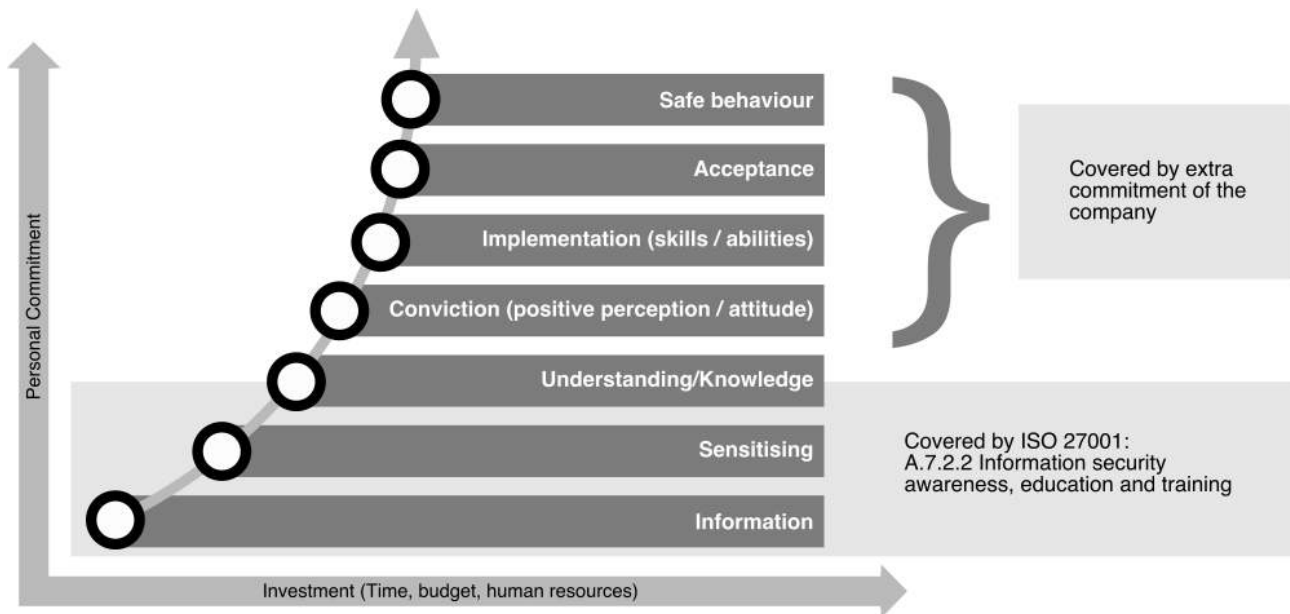 Safe behaviour
Acceptance
Implementation (skills / abilities)
Conviction (positive perception / attitude)
Understanding/Knowledge
Sensitising
Information
Covered by extra
commitment of the
company
Covered by ISO 27001:
A.7.2.2 Information security
awareness, education and training
Personal Commitment
Investment (Time, budget, human resources)